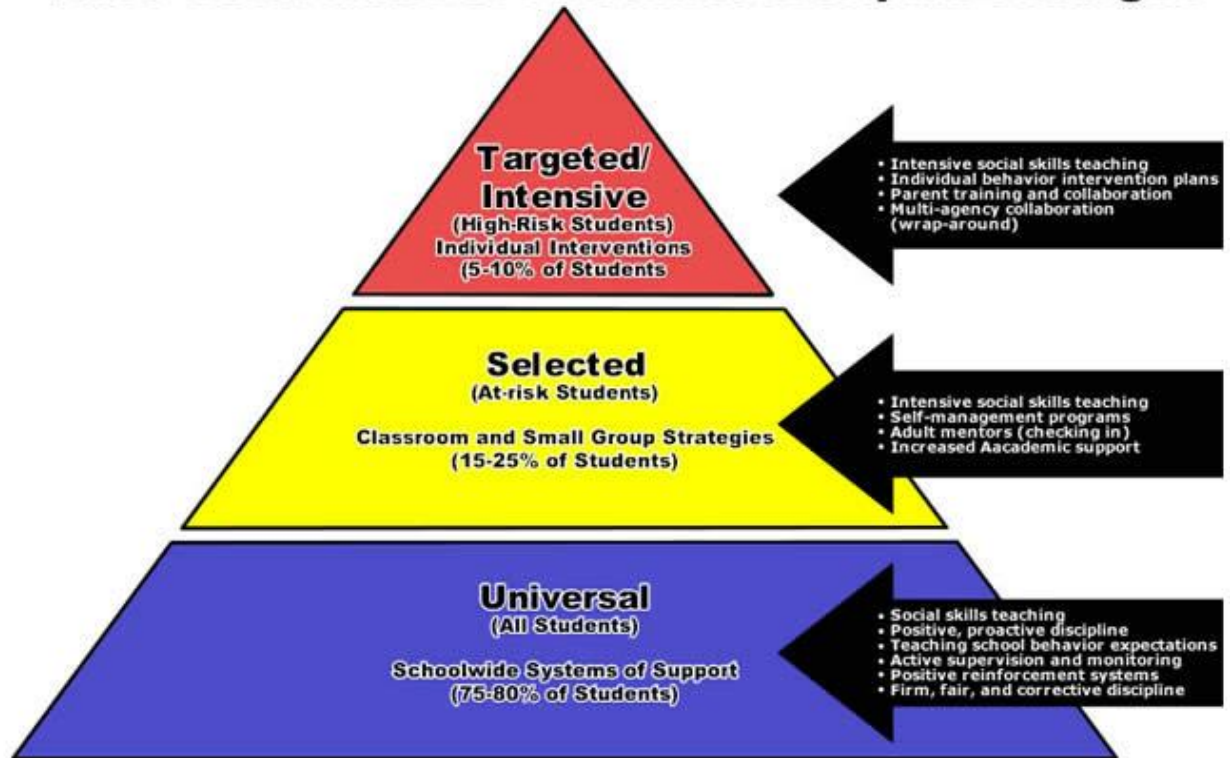 Targeted/
Intensive
(High-Risk Students)
Individual Interventions
(5-10% of Students
• Intensive social skills teaching
• Individual behavior intervention plans
• Parent training and collaboration
• Multi-agency collaboration
(wrap-around)
Selected
(At-risk Students)
Classroom and Small Group Strategies
(15-25% of Students)
• Intensive social skills teaching
• Self-management programs
• Adult mentors (checking in)
• Increased Aacademic support
Universal
(All Students)
Schoolwide Systems of Support
(75-80% of Students)
• Social skills teaching
• Positive, proactive discipline
• Teaching school behavior expectations
• Active supervision and monitoring
• Positive reinforcement systems
• Firm, fair, and corrective discipline